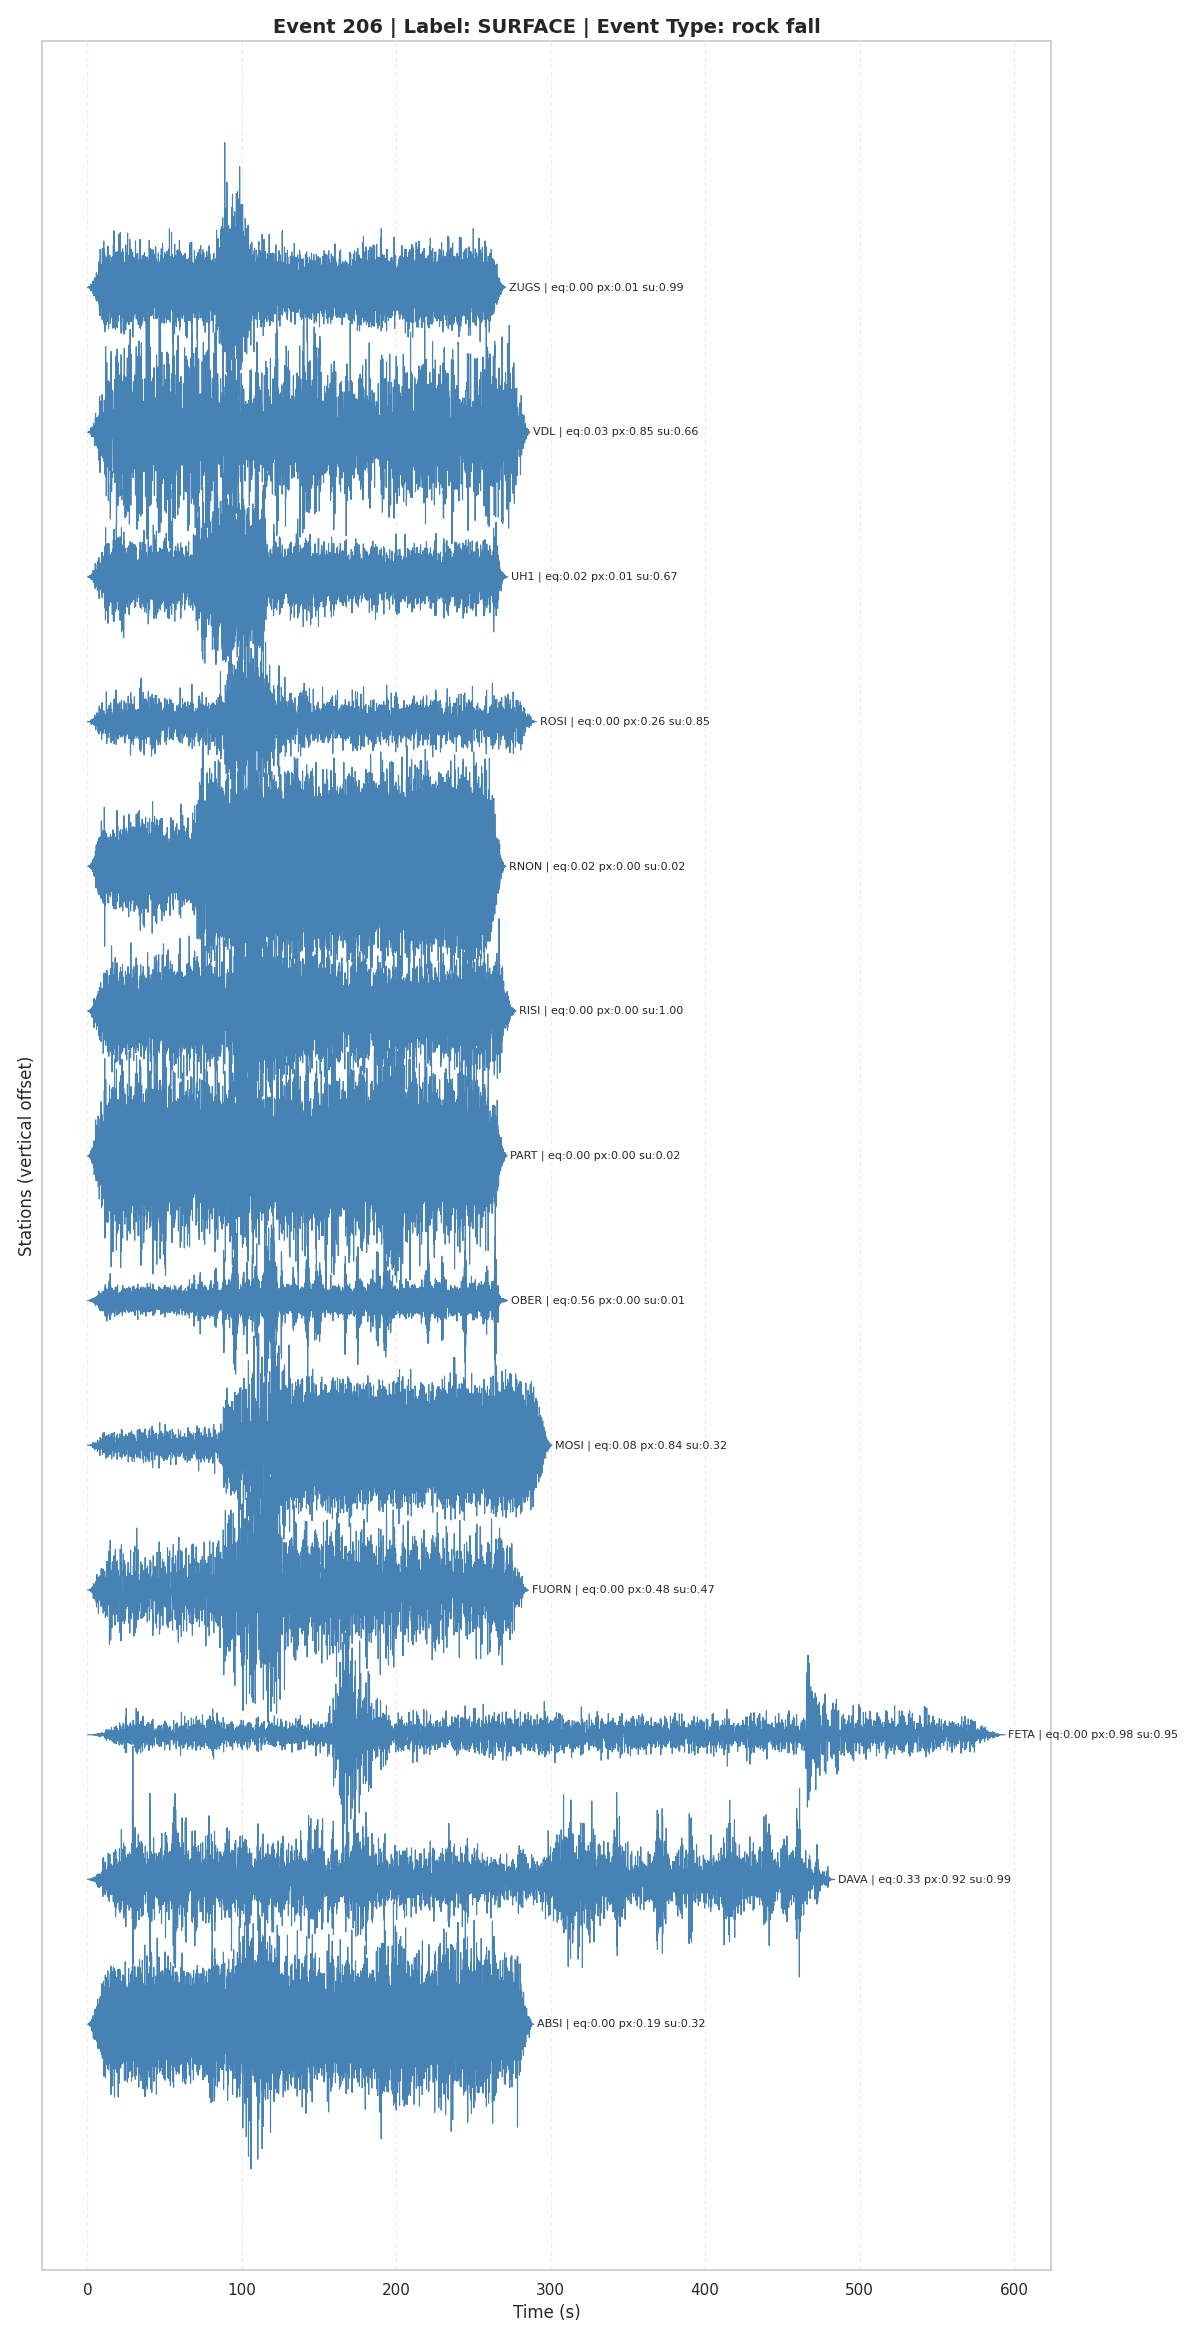 Event 206 | Label: SURFACE | Event Type: rock fall
ZUGS | eq:0.00 px:0.01 su:0.99
VDL | eq:0.03 px:0.85 su:0.66
UH1 | eq:0.02 px:0.01 su:0.67
ROSI | eq:0.00 px:0.26 su:0.85
RNON | eq:0.02 px:0.00 su:0.02
RISI | eq:0.00 px:0.00 su:1.00
PART | eq:0.00 px:0.00 su:0.02
OBER | eq:0.56 px:0.00 su:0.01
MOSI | eq:0.08 px:0.84 su:0.32
FUORN | eq:0.00 px:0.48 su:0.47
FETA | eq:0.00 px:0.98 su:0.95
DAVA | eq:0.33 px:0.92 su:0.99
ABSI | eq:0.00 px:0.19 su:0.32
Stations (vertical offset)
0 100 200 300 400 500 600
Time (s)